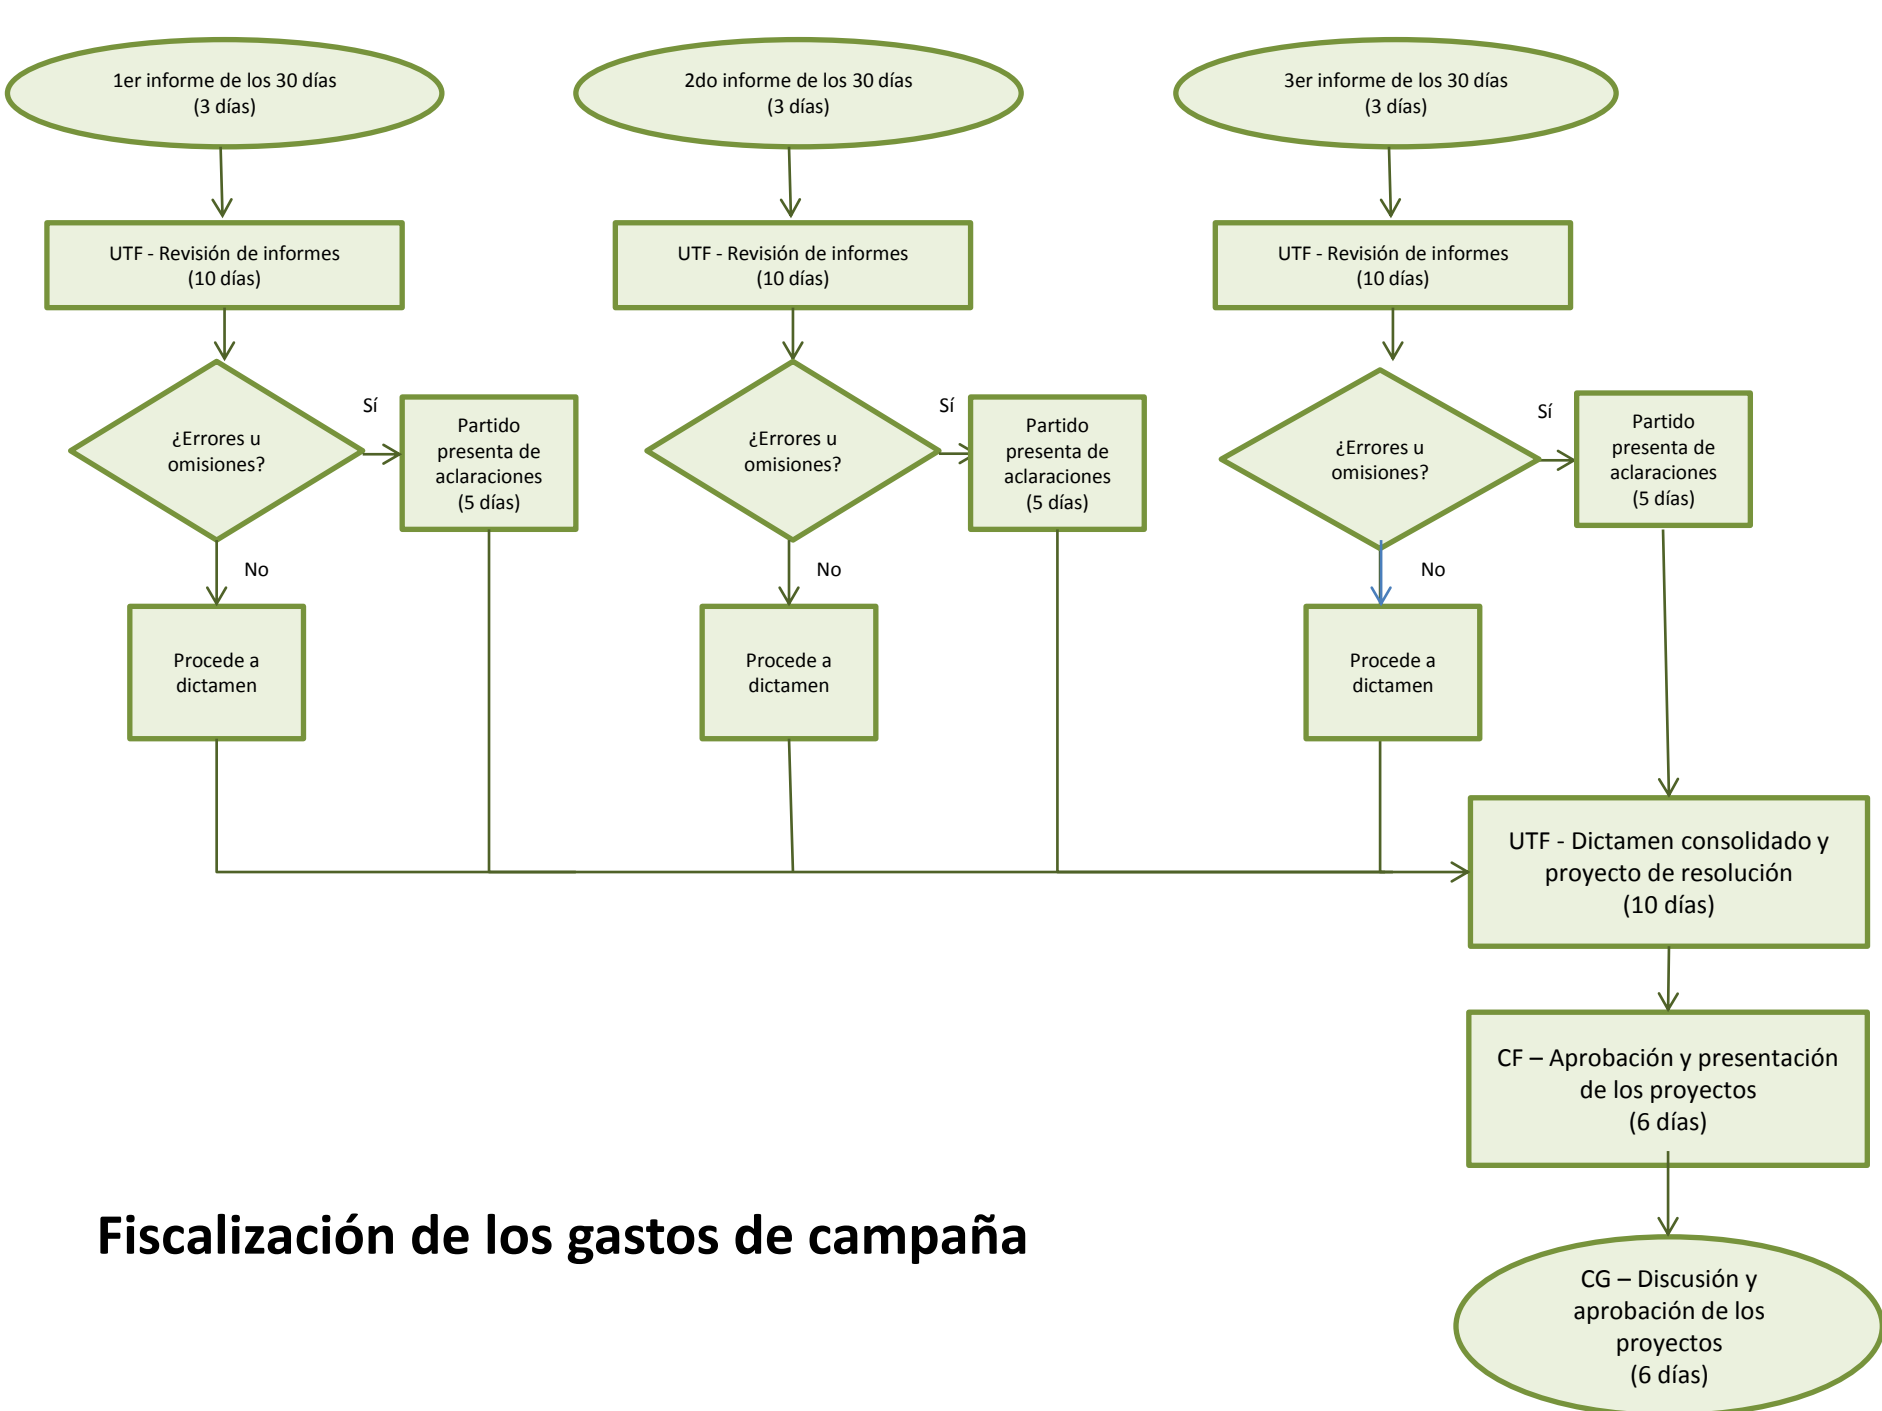 1er informe de los 30 días
(3 días)
2do informe de los 30 días
(3 días)
3er informe de los 30 días
(3 días)
UTF - Revisión de informes
(10 días)
UTF - Revisión de informes
(10 días)
UTF - Revisión de informes
(10 días)
¿Errores u
omisiones?
Sí
Partido
presenta de
aclaraciones
(5 días)
¿Errores u
omisiones?
Sí
Partido
presenta de
aclaraciones
(5 días)
¿Errores u
omisiones?
Sí
Partido
presenta de
aclaraciones
(5 días)
No
No
No
Procede a
dictamen
Procede a
dictamen
Procede a
dictamen
UTF - Dictamen consolidado y
proyecto de resolución
(10 días)
CF – Aprobación y presentación
de los proyectos
(6 días)
Fiscalización de los gastos de campaña
CG – Discusión y
aprobación de los
proyectos
(6 días)